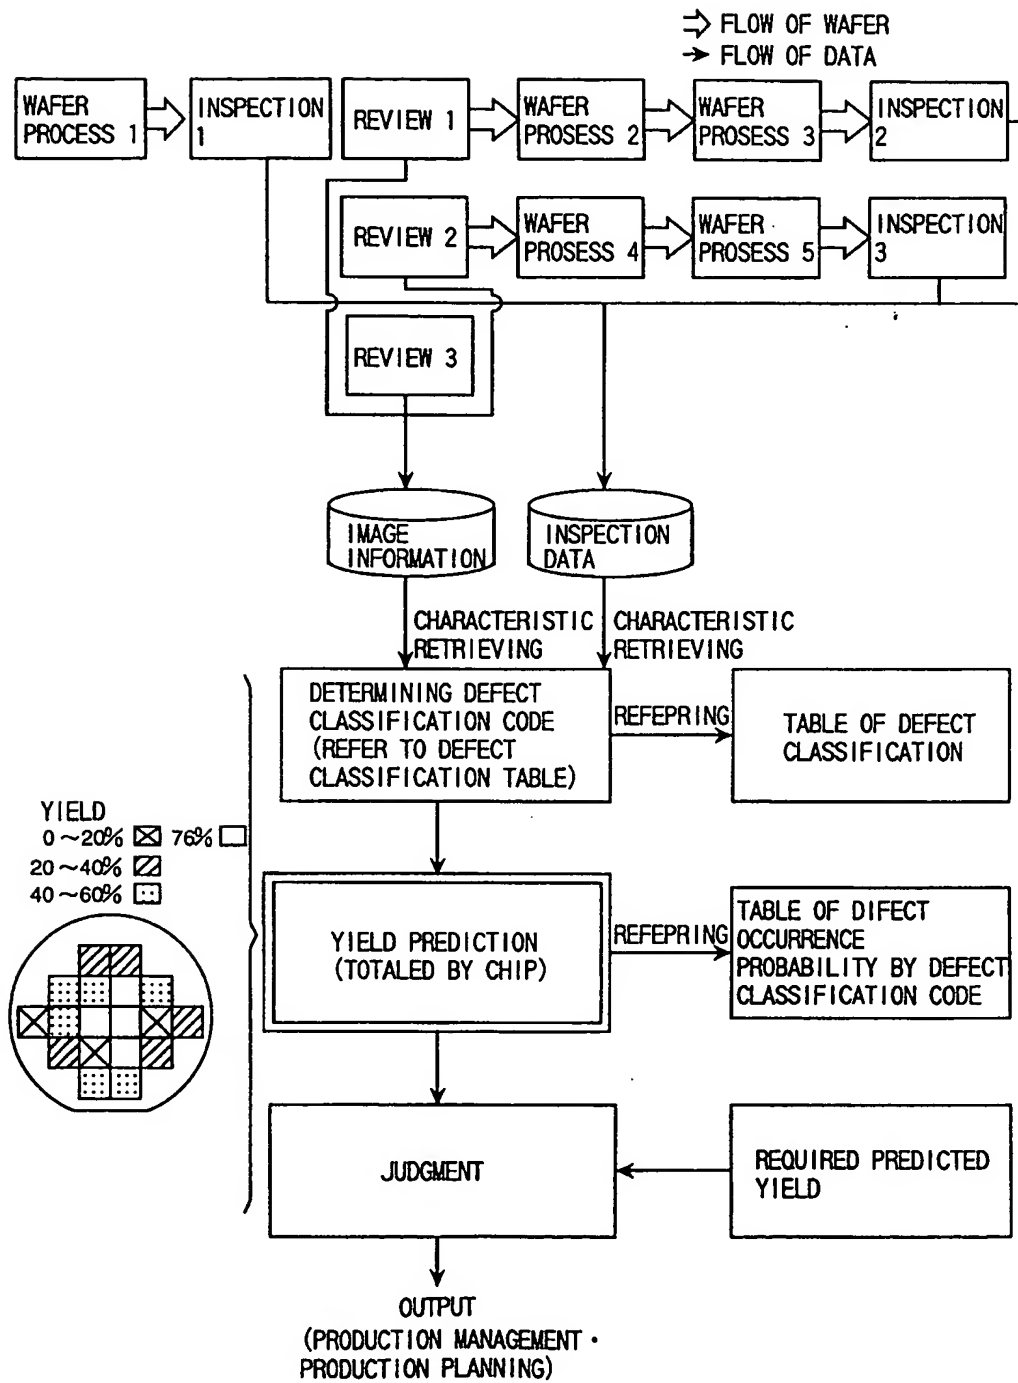 FLOW OF WAFER
FLOW OF DATA
WAFER
PROCESS 1
INSPECTION
1
REVIEW 1
WAFER
PROSESS 2
WAFER
PROSESS 3
INSPECTION
2
REVIEW 2
WAFER
PROSESS 4
WAFER
PROSESS 5
INSPECTION
3
REVIEW 3
IMAGE
INFORMATION
INSPECTION
DATA
CHARACTERISTIC
RETRIEVING
CHARACTERISTIC
RETRIEVING
DETERMINING DEFECT
CLASSIFICATION CODE
(REFER TO DEFECT
CLASSIFICATION TABLE)
REFEPRING
TABLE OF DEFECT
CLASSIFICATION
YIELD
0~20% 76%
20~40%
40~60%
YIELD PREDICTION
(TOTALED BY CHIP)
REFEPRING
TABLE OF DIFECT
OCCURRENCE
PROBABILITY BY DEFECT
CLASSIFICATION CODE
JUDGMENT
REQUIRED PREDICTED
YIELD
OUTPUT
(PRODUCTION MANAGEMENT・
PRODUCTION PLANNING)